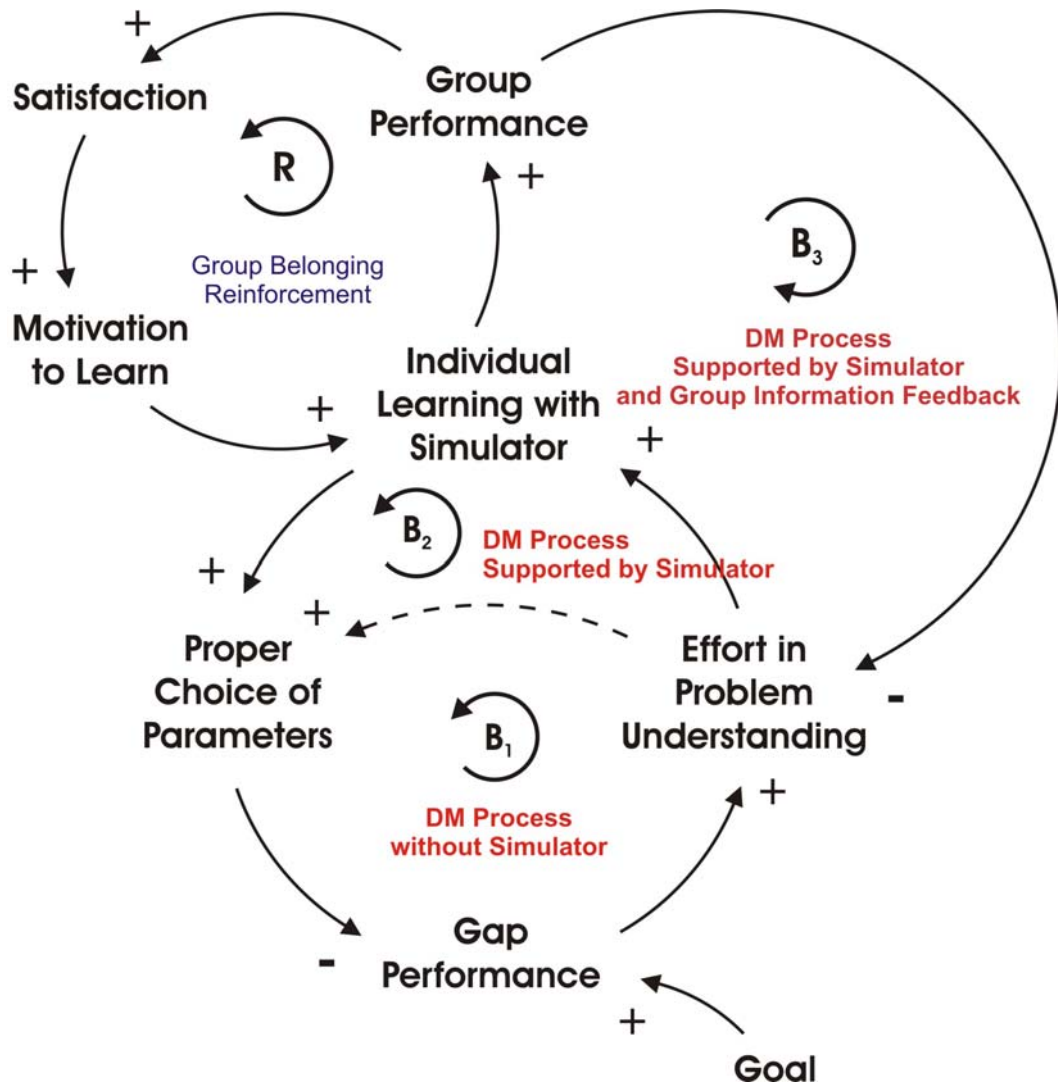 +
Satisfaction
Group
Performance
R
+
B3
Group Belonging
Reinforcement
+
Motivation
to Learn
Individual
Learning with
Simulator
DM Process
Supported by Simulator
and Group Information Feedback
+
+
B2
DM Process
Supported by Simulator
+
+
Proper
Choice of
Parameters
Effort in
Problem
Understanding
-
B1
+
DM Process
without Simulator
Gap
Performance
-
+
Goal